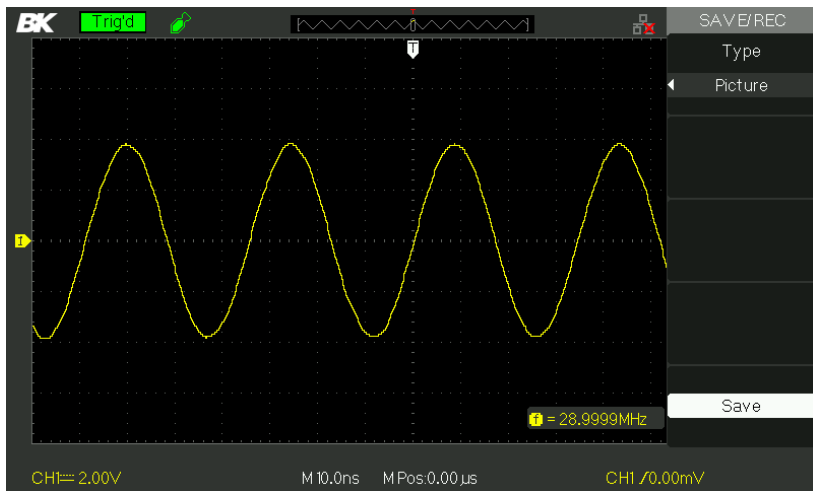 BK Trig'd T SAVE/REC
T
Type
Picture
1
f = 28.9999MHz
Save
CH1 2.00V M 10.0ns M Pos:0.00µs CH1 /0.00mV